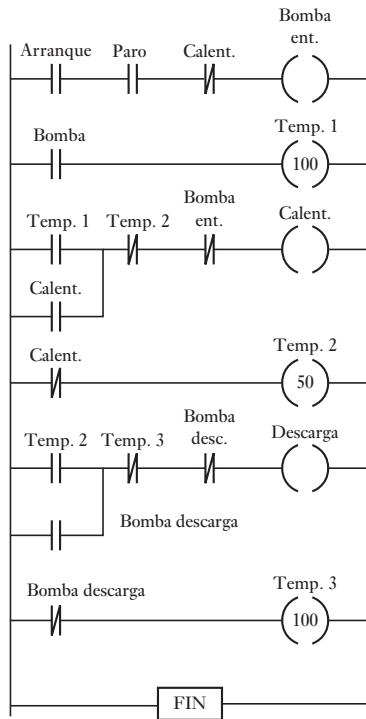 Bomba
ent.
Arranque Paro Calent.
Temp. 1
Bomba
100
Bomba
ent.
Temp. 1 Temp. 2 Calent.
Calent.
Temp. 2
Calent.
50
Bomba
desc.
Temp. 2 Temp. 3 Descarga
Bomba descarga
Temp. 3
Bomba descarga
100
FIN